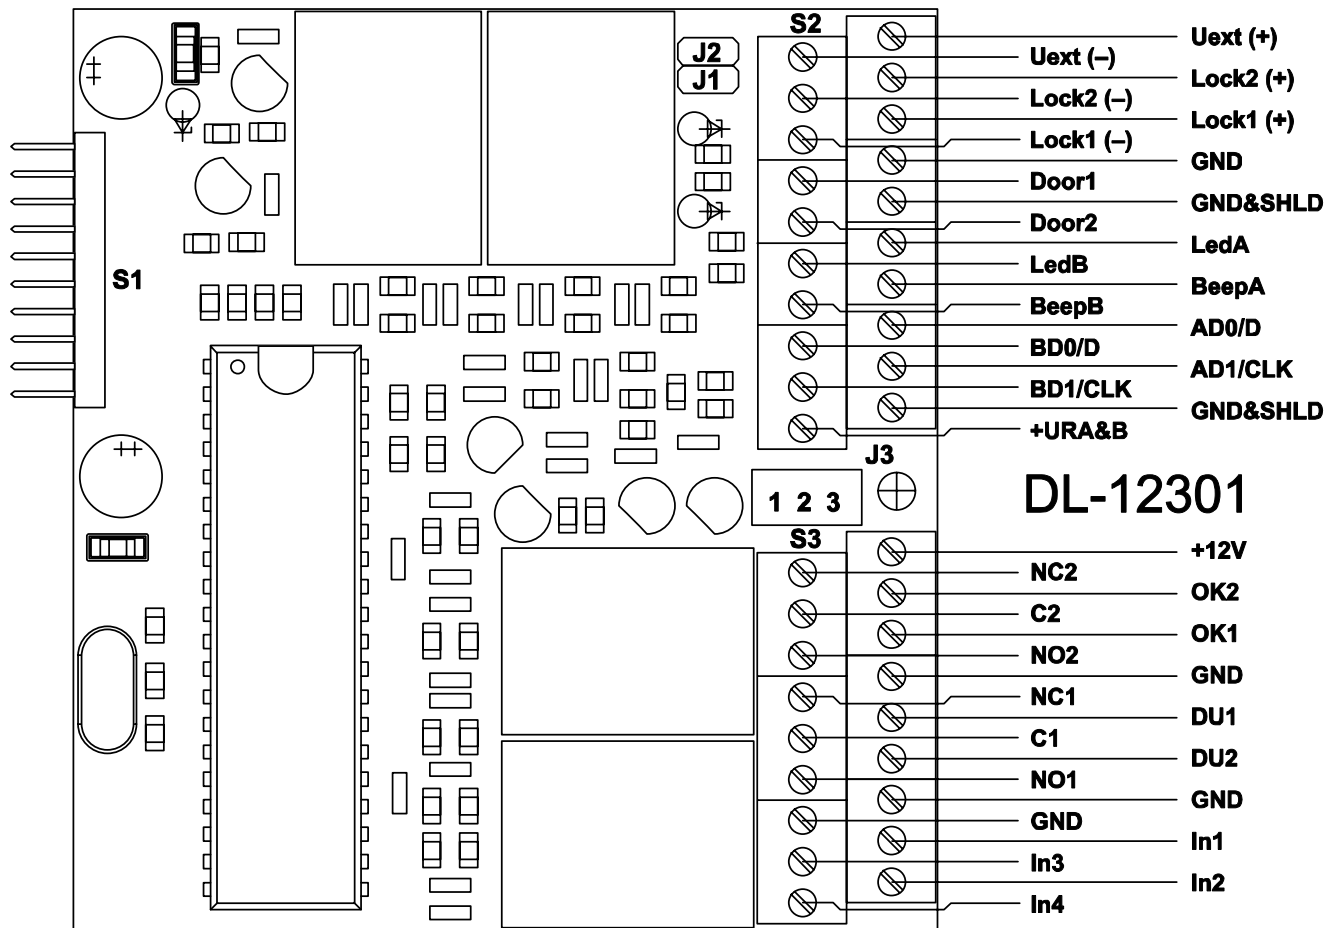 S2
J2
J1
Uext (+)
Uext (–)
Lock2 (+)
Lock2 (–)
Lock1 (+)
Lock1 (–)
GND
Door1
GND&SHLD
Door2
LedA
LedB
BeepA
BeepB
AD0/D
BD0/D
AD1/CLK
BD1/CLK
GND&SHLD
+URA&B
S1
J3
1 2 3
DL-12301
S3
+12V
NC2
OK2
C2
OK1
NO2
GND
NC1
DU1
C1
DU2
NO1
GND
GND
In1
In3
In2
In4